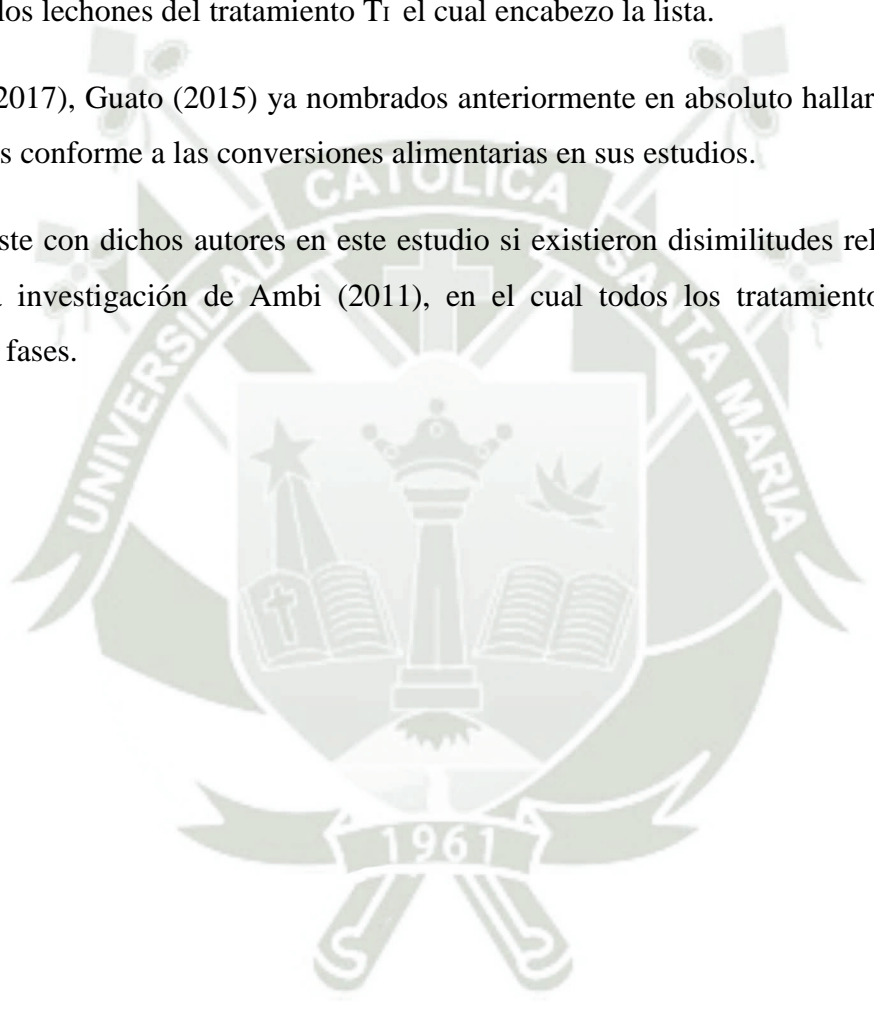 los lechones del tratamiento TI el cual encabezo la lista.
2017), Guato (2015) ya nombrados anteriormente en absoluto hallar
s conforme a las conversiones alimentarias en sus estudios.
ste con dichos autores en este estudio si existieron disimilitudes rel
investigación de Ambi (2011), en el cual todos los tratamiento
fases.
UNIVERSIDAD CATOLICA SANTA MARIA
1961